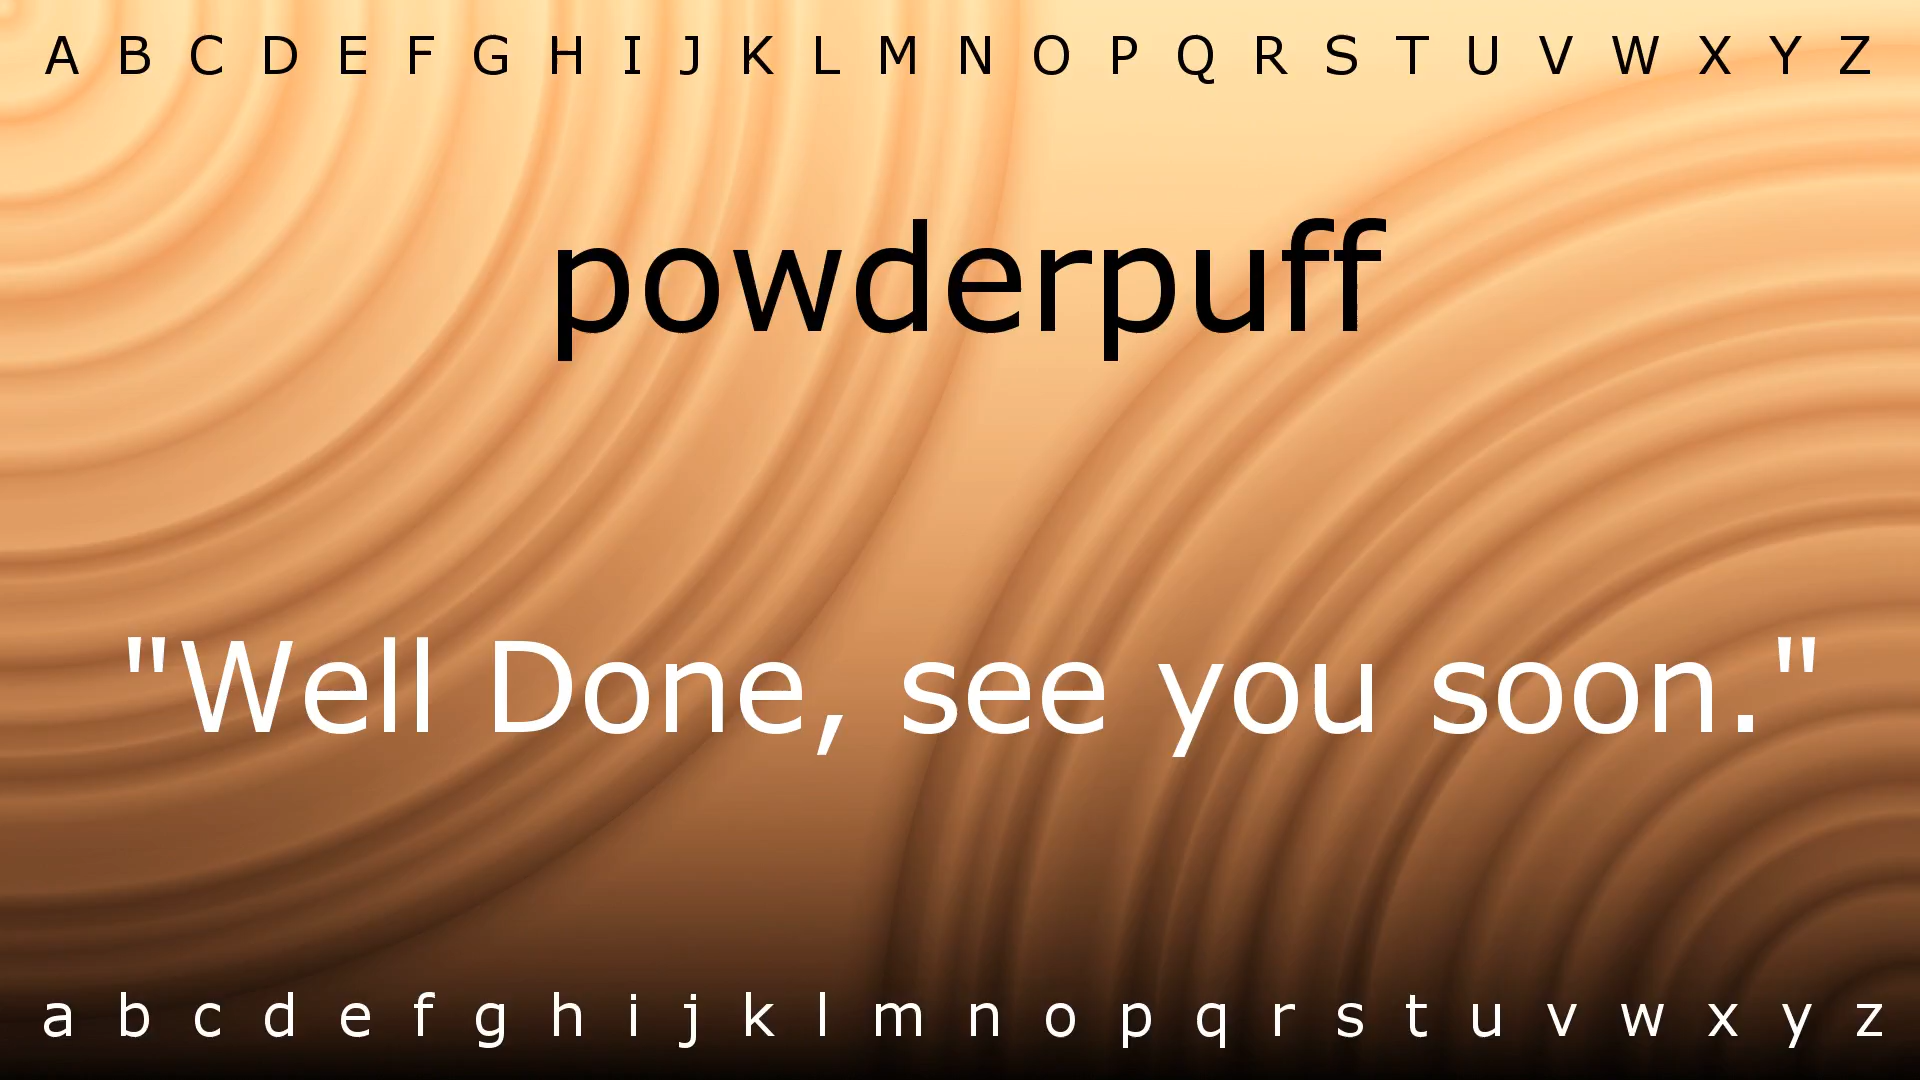 A B C D E F G H I J K L M N O P Q R S T U V W X Y Z
powderpuff
"Well Done, see you soon."
a b c d e f g h i j k l m n o p q r s t u v w x y z